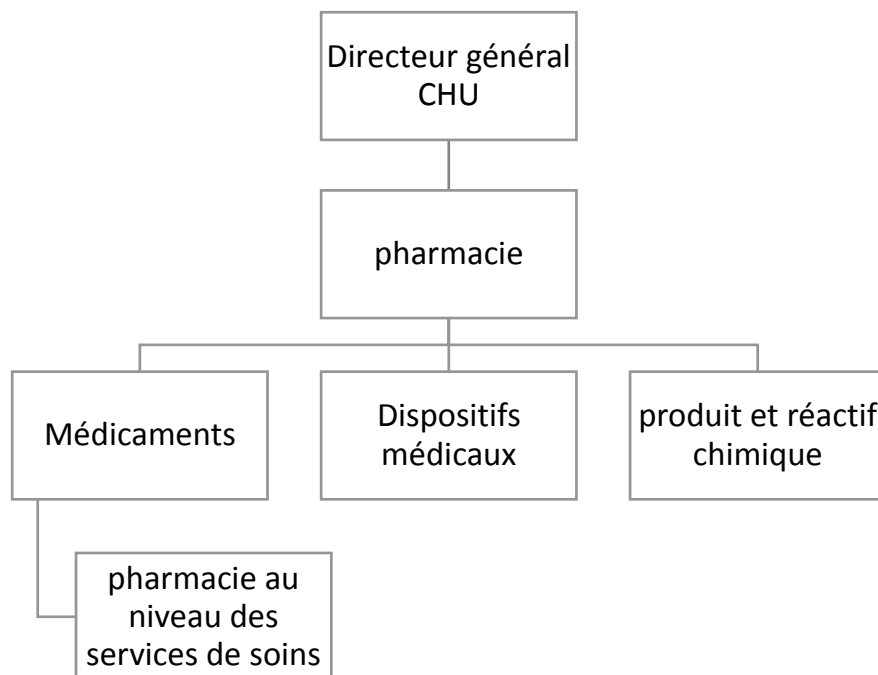 Directeur général
CHU
pharmacie
Médicaments
Dispositifs
médicaux
produit et réactif
chimique
pharmacie au
niveau des
services de soins